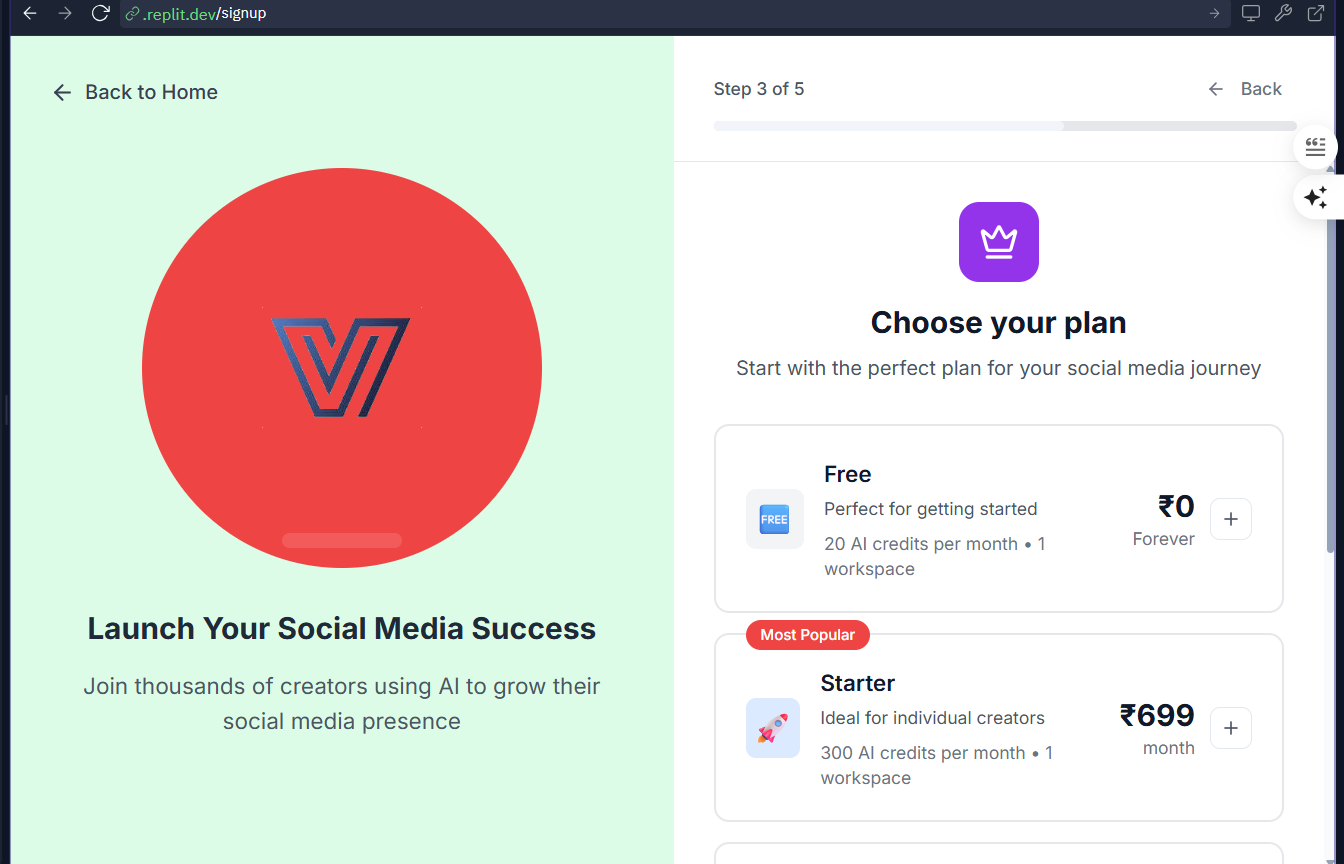 .replit.dev/signup
Back to Home
Launch Your Social Media Success
Join thousands of creators using AI to grow their
social media presence
Step 3 of 5
Back
Choose your plan
Start with the perfect plan for your social media journey
FREE
Free
Perfect for getting started
20 AI credits per month • 1
workspace
₹0
Forever
Most Popular
Starter
Ideal for individual creators
300 AI credits per month • 1
workspace
₹699
month